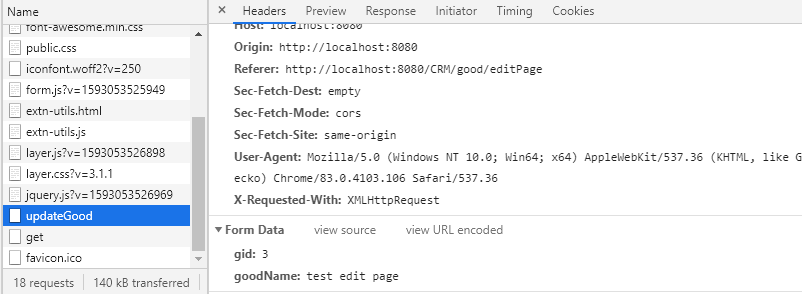 Name
font-awesome.min.css
public.css
iconfont.woff2?v=250
form.js?v=1593053525949
extn-utils.html
extn-utils.js
layer.js?v=1593053526898
layer.css?v=3.1.1
jquery.js?v=1593053526969
updateGood
get
favicon.ico
18 requests 140 kB transferred
× Headers Preview Response Initiator Timing Cookies
Host: localhost:8080
Origin: http://localhost:8080
Referer: http://localhost:8080/CRM/good/editPage
Sec-Fetch-Dest: empty
Sec-Fetch-Mode: cors
Sec-Fetch-Site: same-origin
User-Agent: Mozilla/5.0 (Windows NT 10.0; Win64; x64) AppleWebKit/537.36 (KHTML, like G
ecko) Chrome/83.0.4103.106 Safari/537.36
X-Requested-With: XMLHttpRequest
▼ Form Data view source view URL encoded
gid: 3
goodName: test edit page